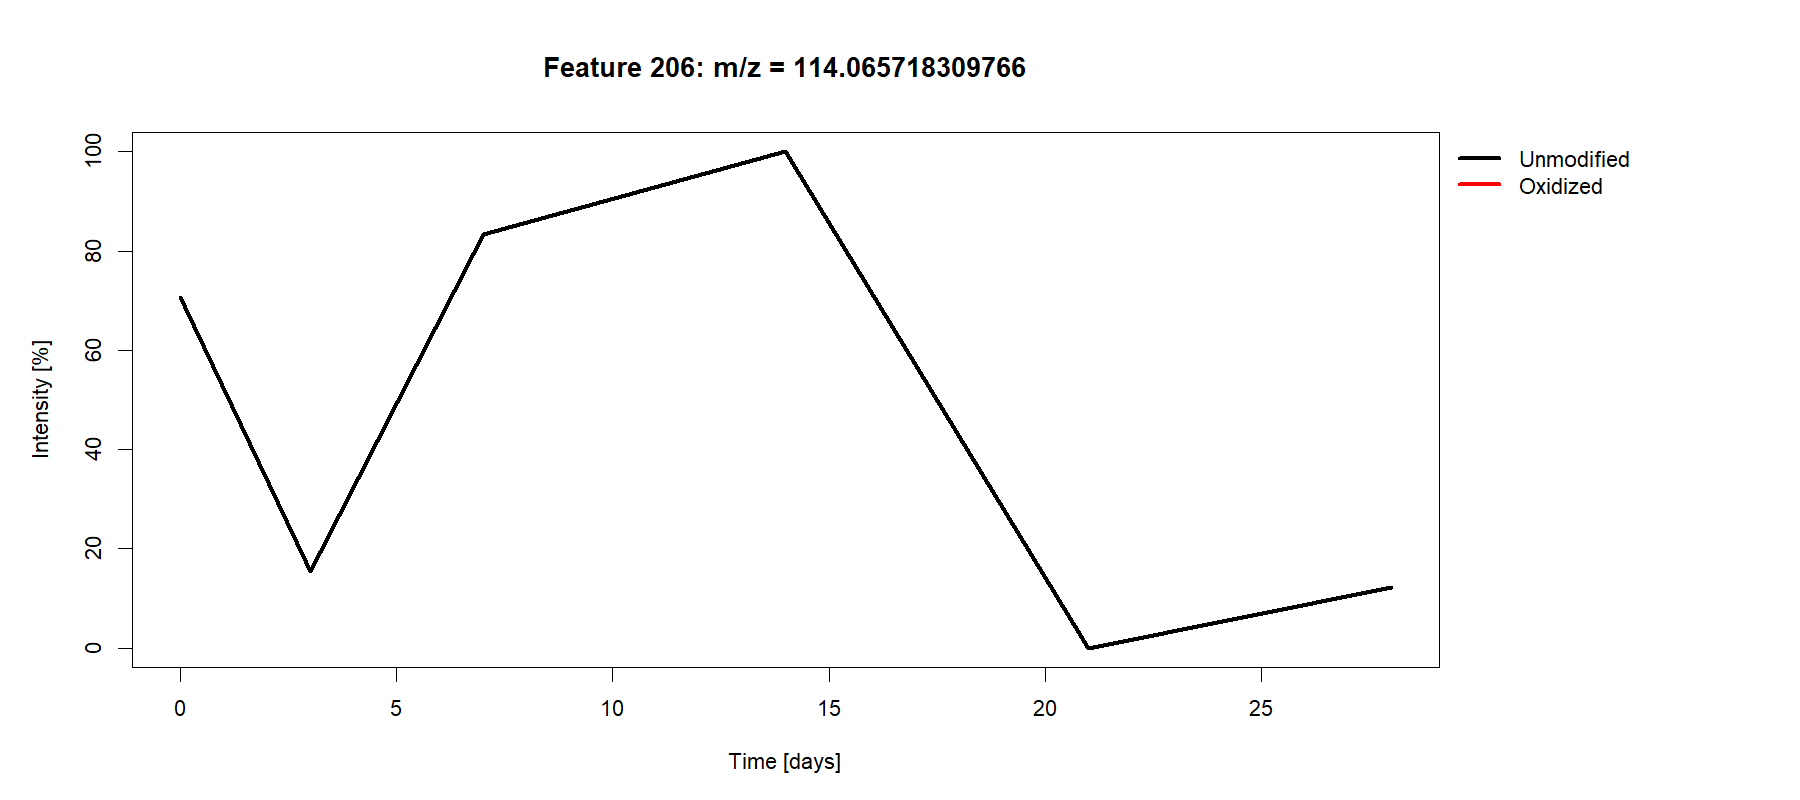 Feature 206: m/z = 114.065718309766
Unmodified
Oxidized
Intensity [%]
100
80
60
40
20
0
0 5 10 15 20 25
Time [days]